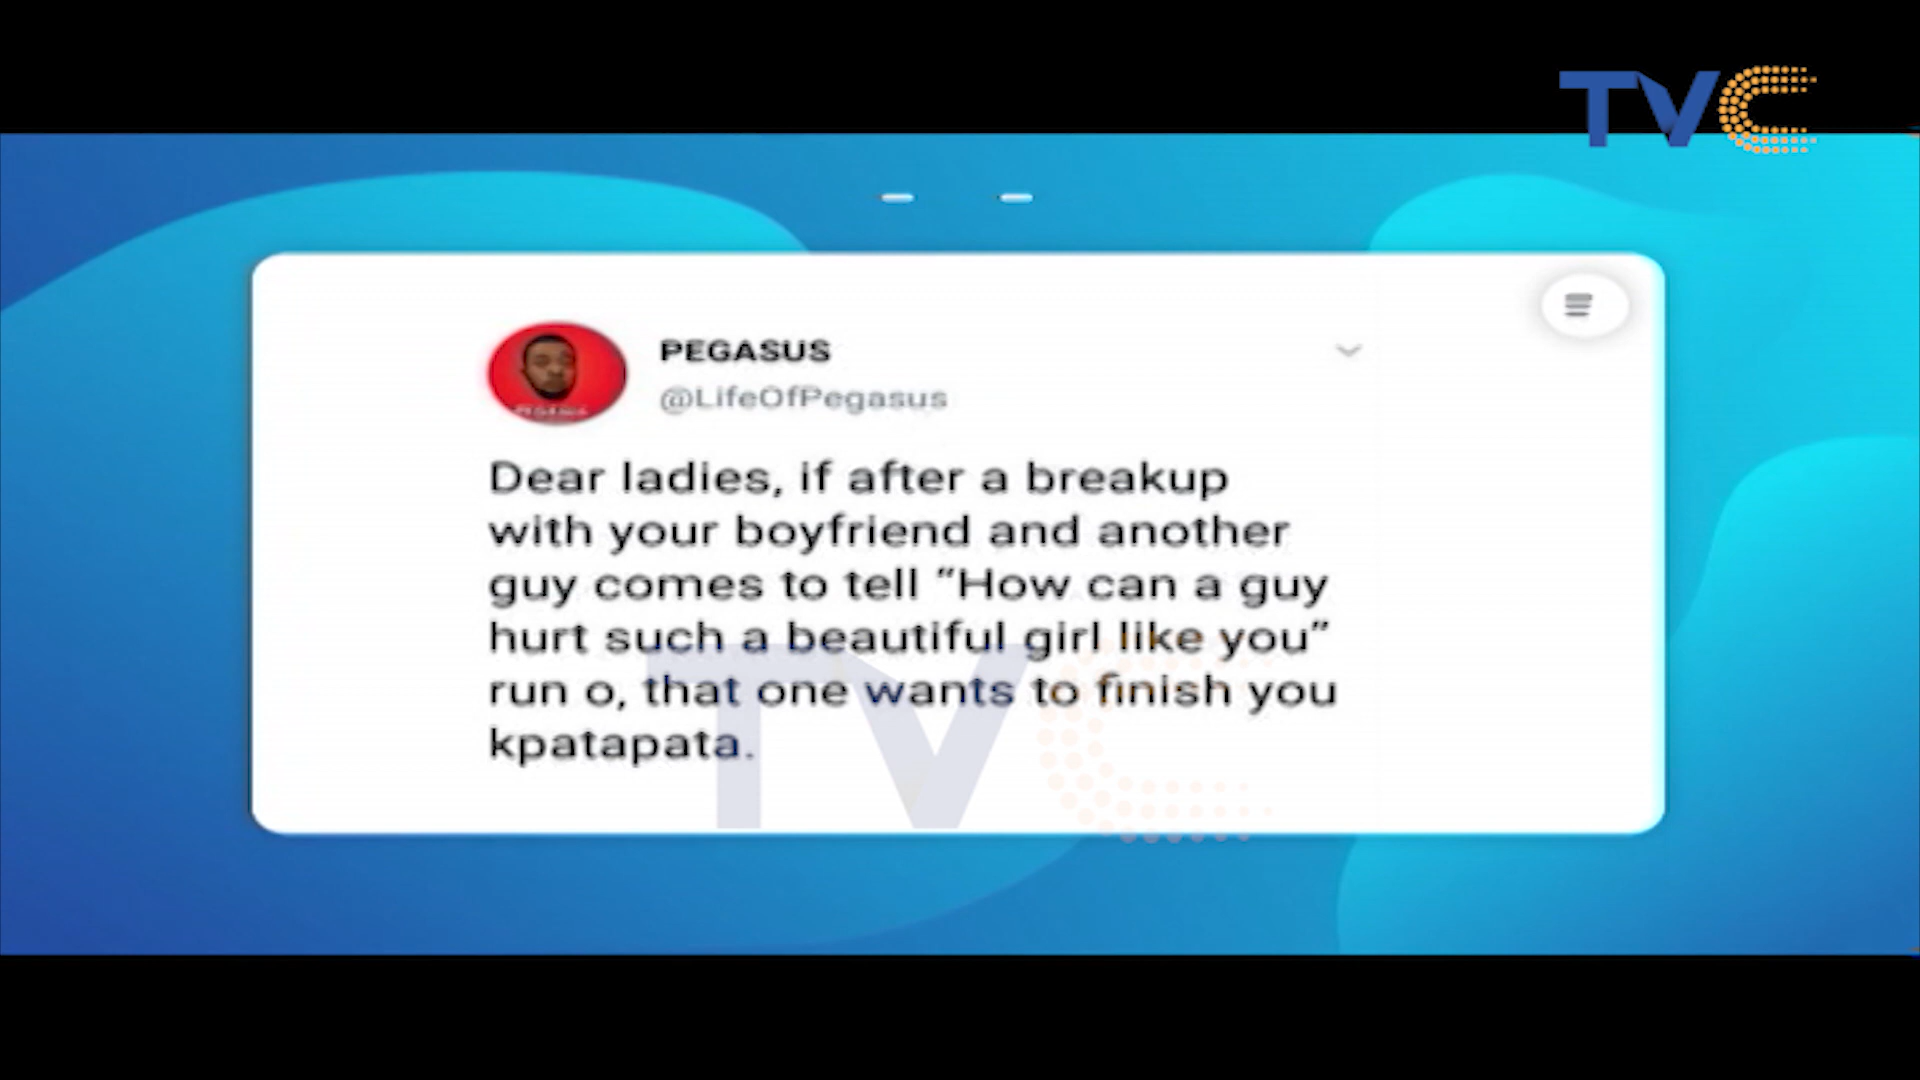 TVC
PEGASUS
@LifeOfPegasus
Dear ladies, if after a breakup
with your boyfriend and another
guy comes to tell “How can a guy
hurt such a beautiful girl like you”
run o, that one wants to finish you
kpatapata.
TVC